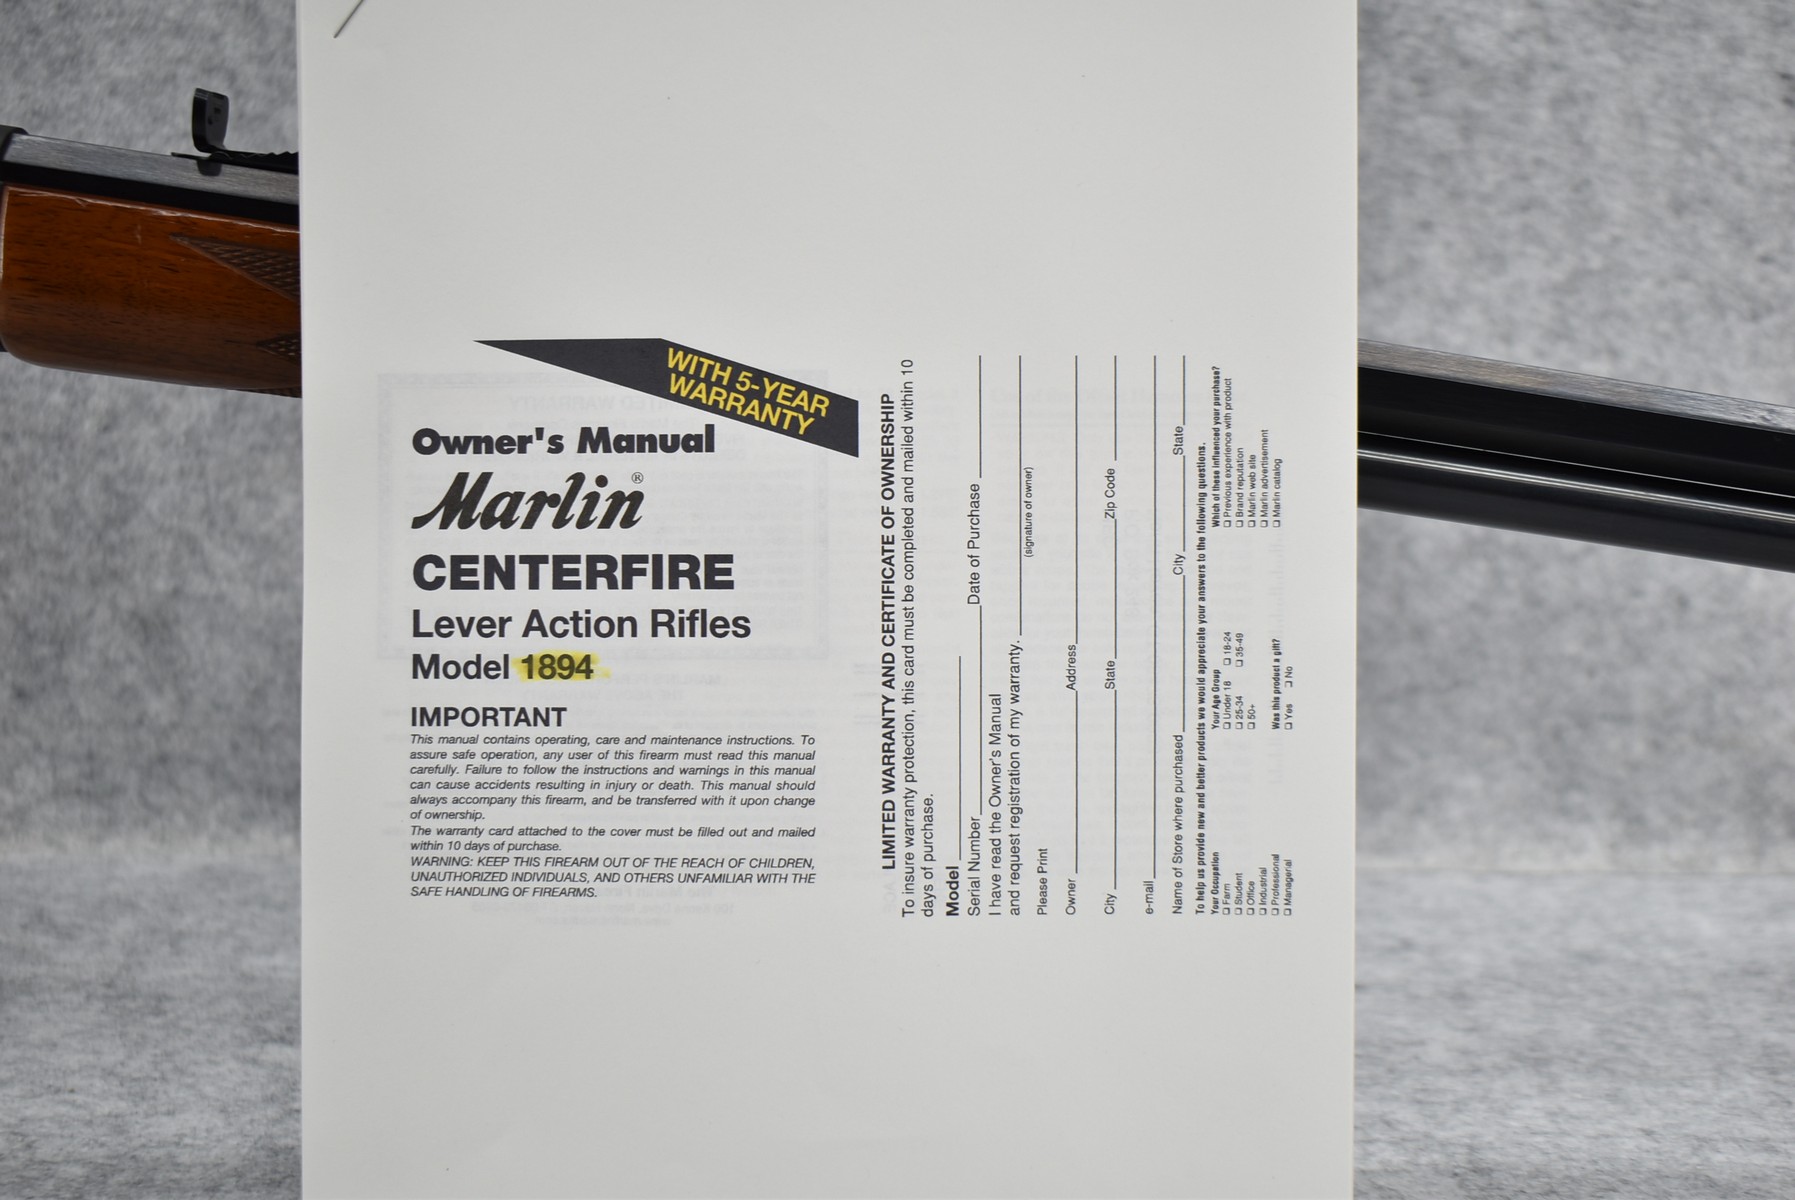 WITH 5-YEAR
WARRANTY
Owner's Manual
Marlin®
CENTERFIRE
Lever Action Rifles
Model 1894
IMPORTANT
This manual contains operating, care and maintenance instructions. To
assure safe operation, any user of this firearm must read this manual
carefully. Failure to follow the instructions and warnings in this manual
can cause accidents resulting in injury or death. This manual should
always accompany this firearm, and be transferred with it upon change
of ownership.
The warranty card attached to the cover must be filled out and mailed
within 10 days of purchase.
WARNING: KEEP THIS FIREARM OUT OF THE REACH OF CHILDREN,
UNAUTHORIZED INDIVIDUALS, AND OTHERS UNFAMILIAR WITH THE
SAFE HANDLING OF FIREARMS.
LIMITED WARRANTY AND CERTIFICATE OF OWNERSHIP
To insure warranty protection, this card must be completed and mailed within 10
days of purchase.
Model
Serial Number Date of Purchase
I have read the Owner's Manual
and request registration of my warranty.
(signature of owner)
Please Print
Owner Address
City State Zip Code
e-mail
Name of Store where purchased City State
To help us provide new and better products we would appreciate your answers to the following questions.
Your Occupation
❏ Farm
❏ Student
❏ Office
❏ Industrial
❏ Professional
❏ Managerial
Your Age Group
❏ Under 18 ❏ 18-24
❏ 25-34 ❏ 35-49
❏ 50+
Was this product a gift?
❏ Yes ❏ No
Which of these influenced your purchase?
❏ Previous experience with product
❏ Brand reputation
❏ Marlin web site
❏ Marlin advertisement
❏ Marlin catalog